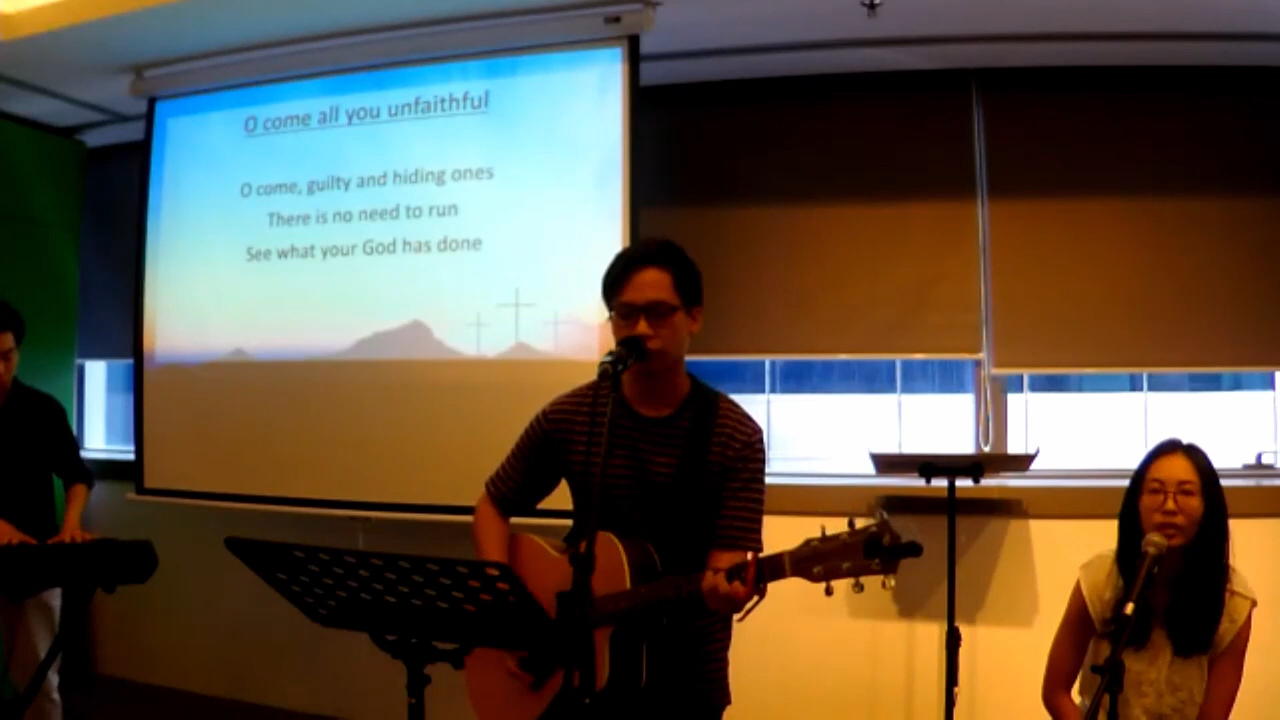 O come all you unfaithful
O come, guilty and hiding ones
There is no need to run
See what your God has done